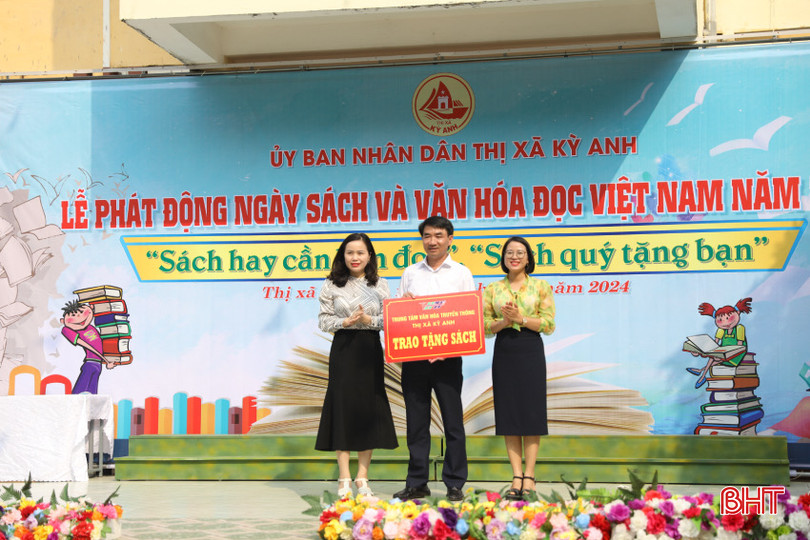 THỊ XÃ
KỲ ANH
ỦY BAN NHÂN DÂN THỊ XÃ KỲ ANH
LỄ PHÁT ĐỘNG NGÀY SÁCH VÀ VĂN HÓA ĐỌC VIỆT NAM NĂM
“Sách hay cần đọc”, “Sách quý tặng bạn”
Thị xã năm 2024
TRUNG TÂM VĂN HÓA TRUYỀN THÔNG
THỊ XÃ KỲ ANH
TRAO TẶNG SÁCH
BHT